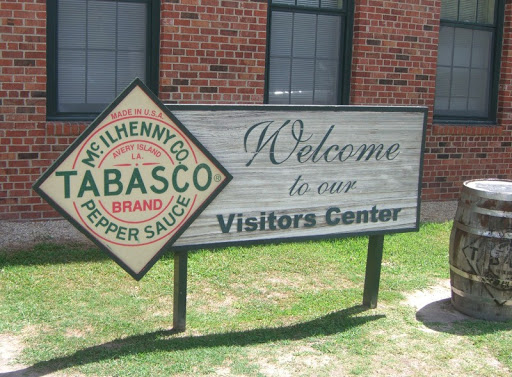 MADE IN U.S.A.
McILHENNY CO.
AVERY ISLAND
LA.
TABASCO®
BRAND
PEPPER SAUCE
Welcome
to our
Visitors Center